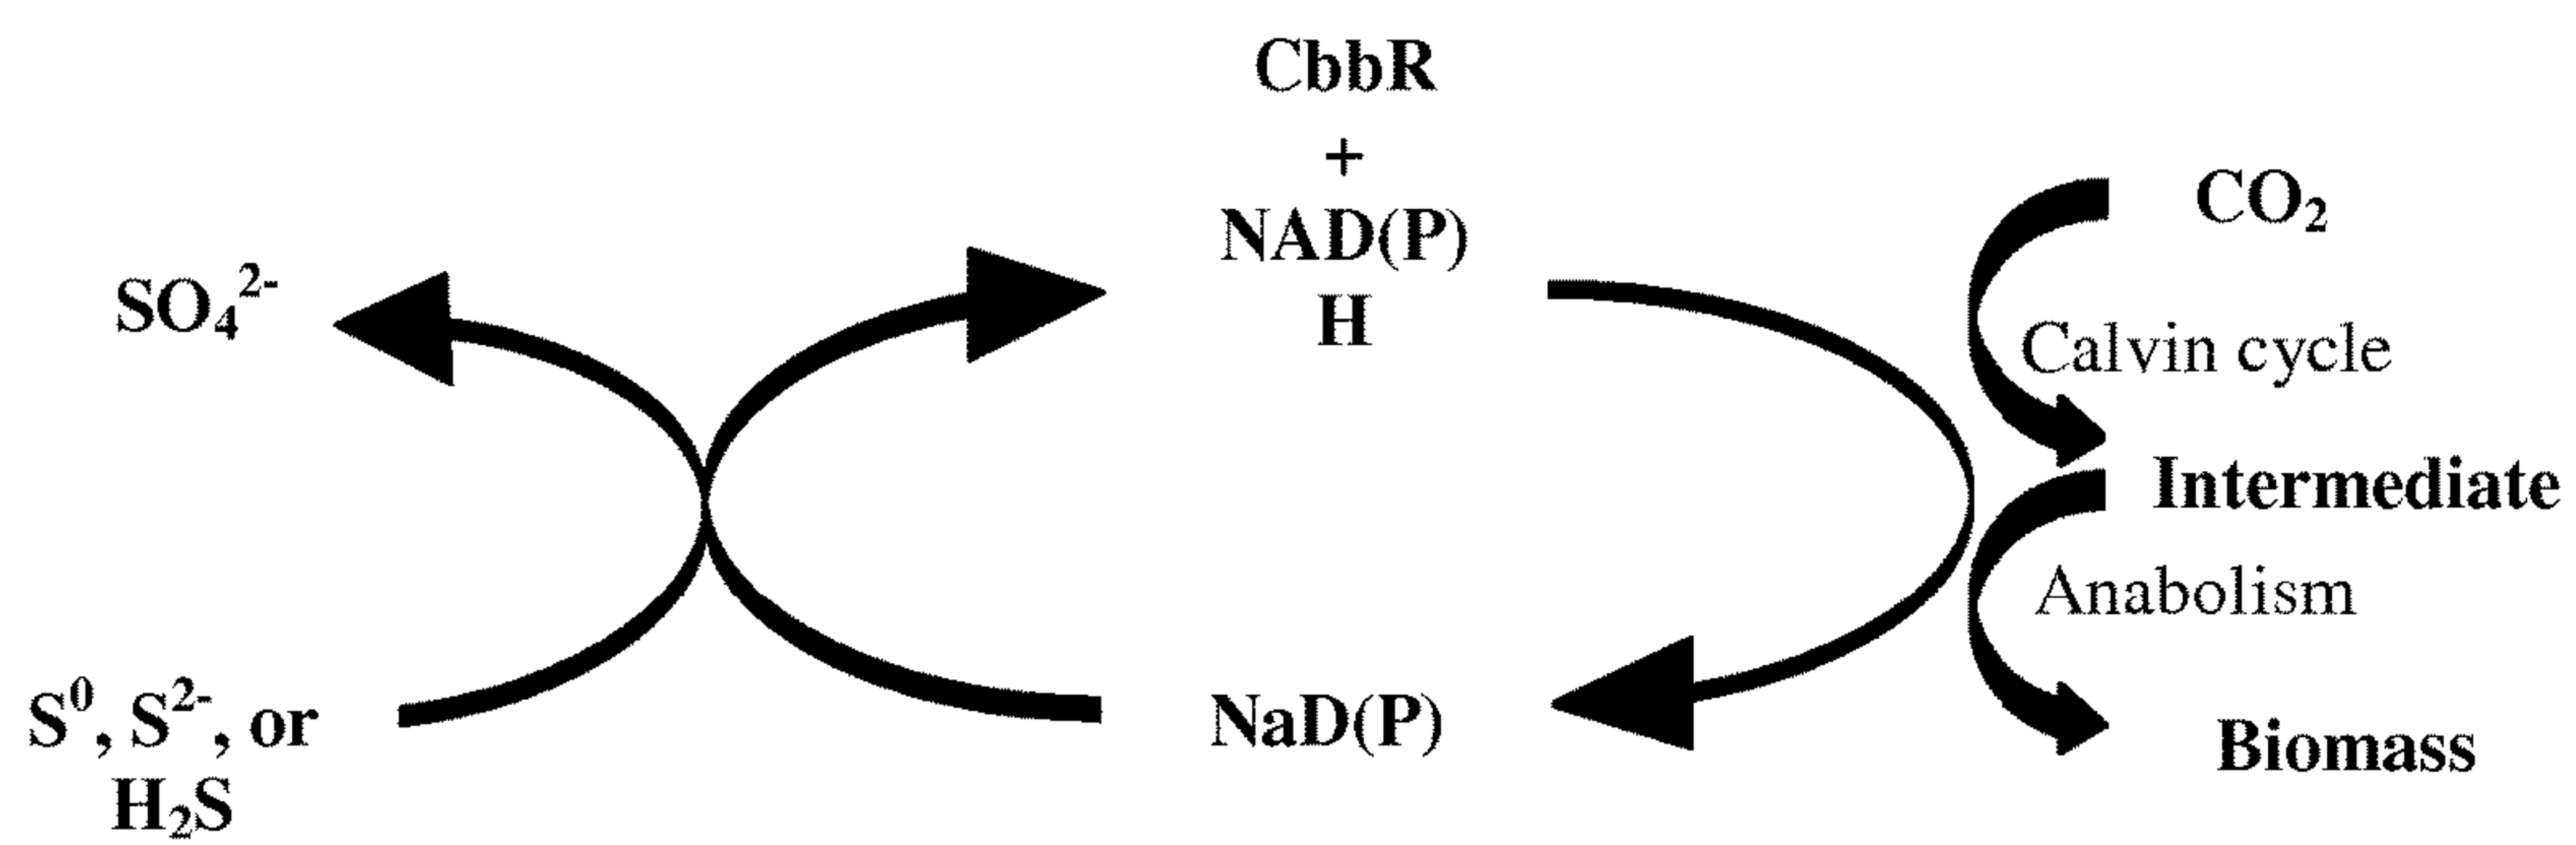 CbbR
+
NAD(P)
H
CO₂
SO₄²⁻
Calvin cycle
Intermediate
Anabolism
S⁰, S²⁻, or
H₂S
NaD(P)
Biomass